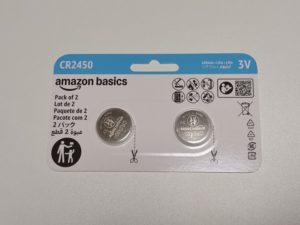 CR2450
3V
amazon basics
Pack of 2
Lot de 2
Paquete de 2
Pacote com 2
2 パック
عبوة 2 قطع